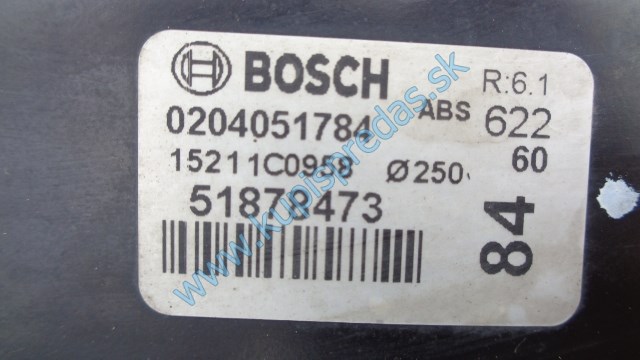 BOSCH R:6.1
0204051784 ABS 622
15211C0958 Ø250 60
51878473
84
www.kupispredas.sk